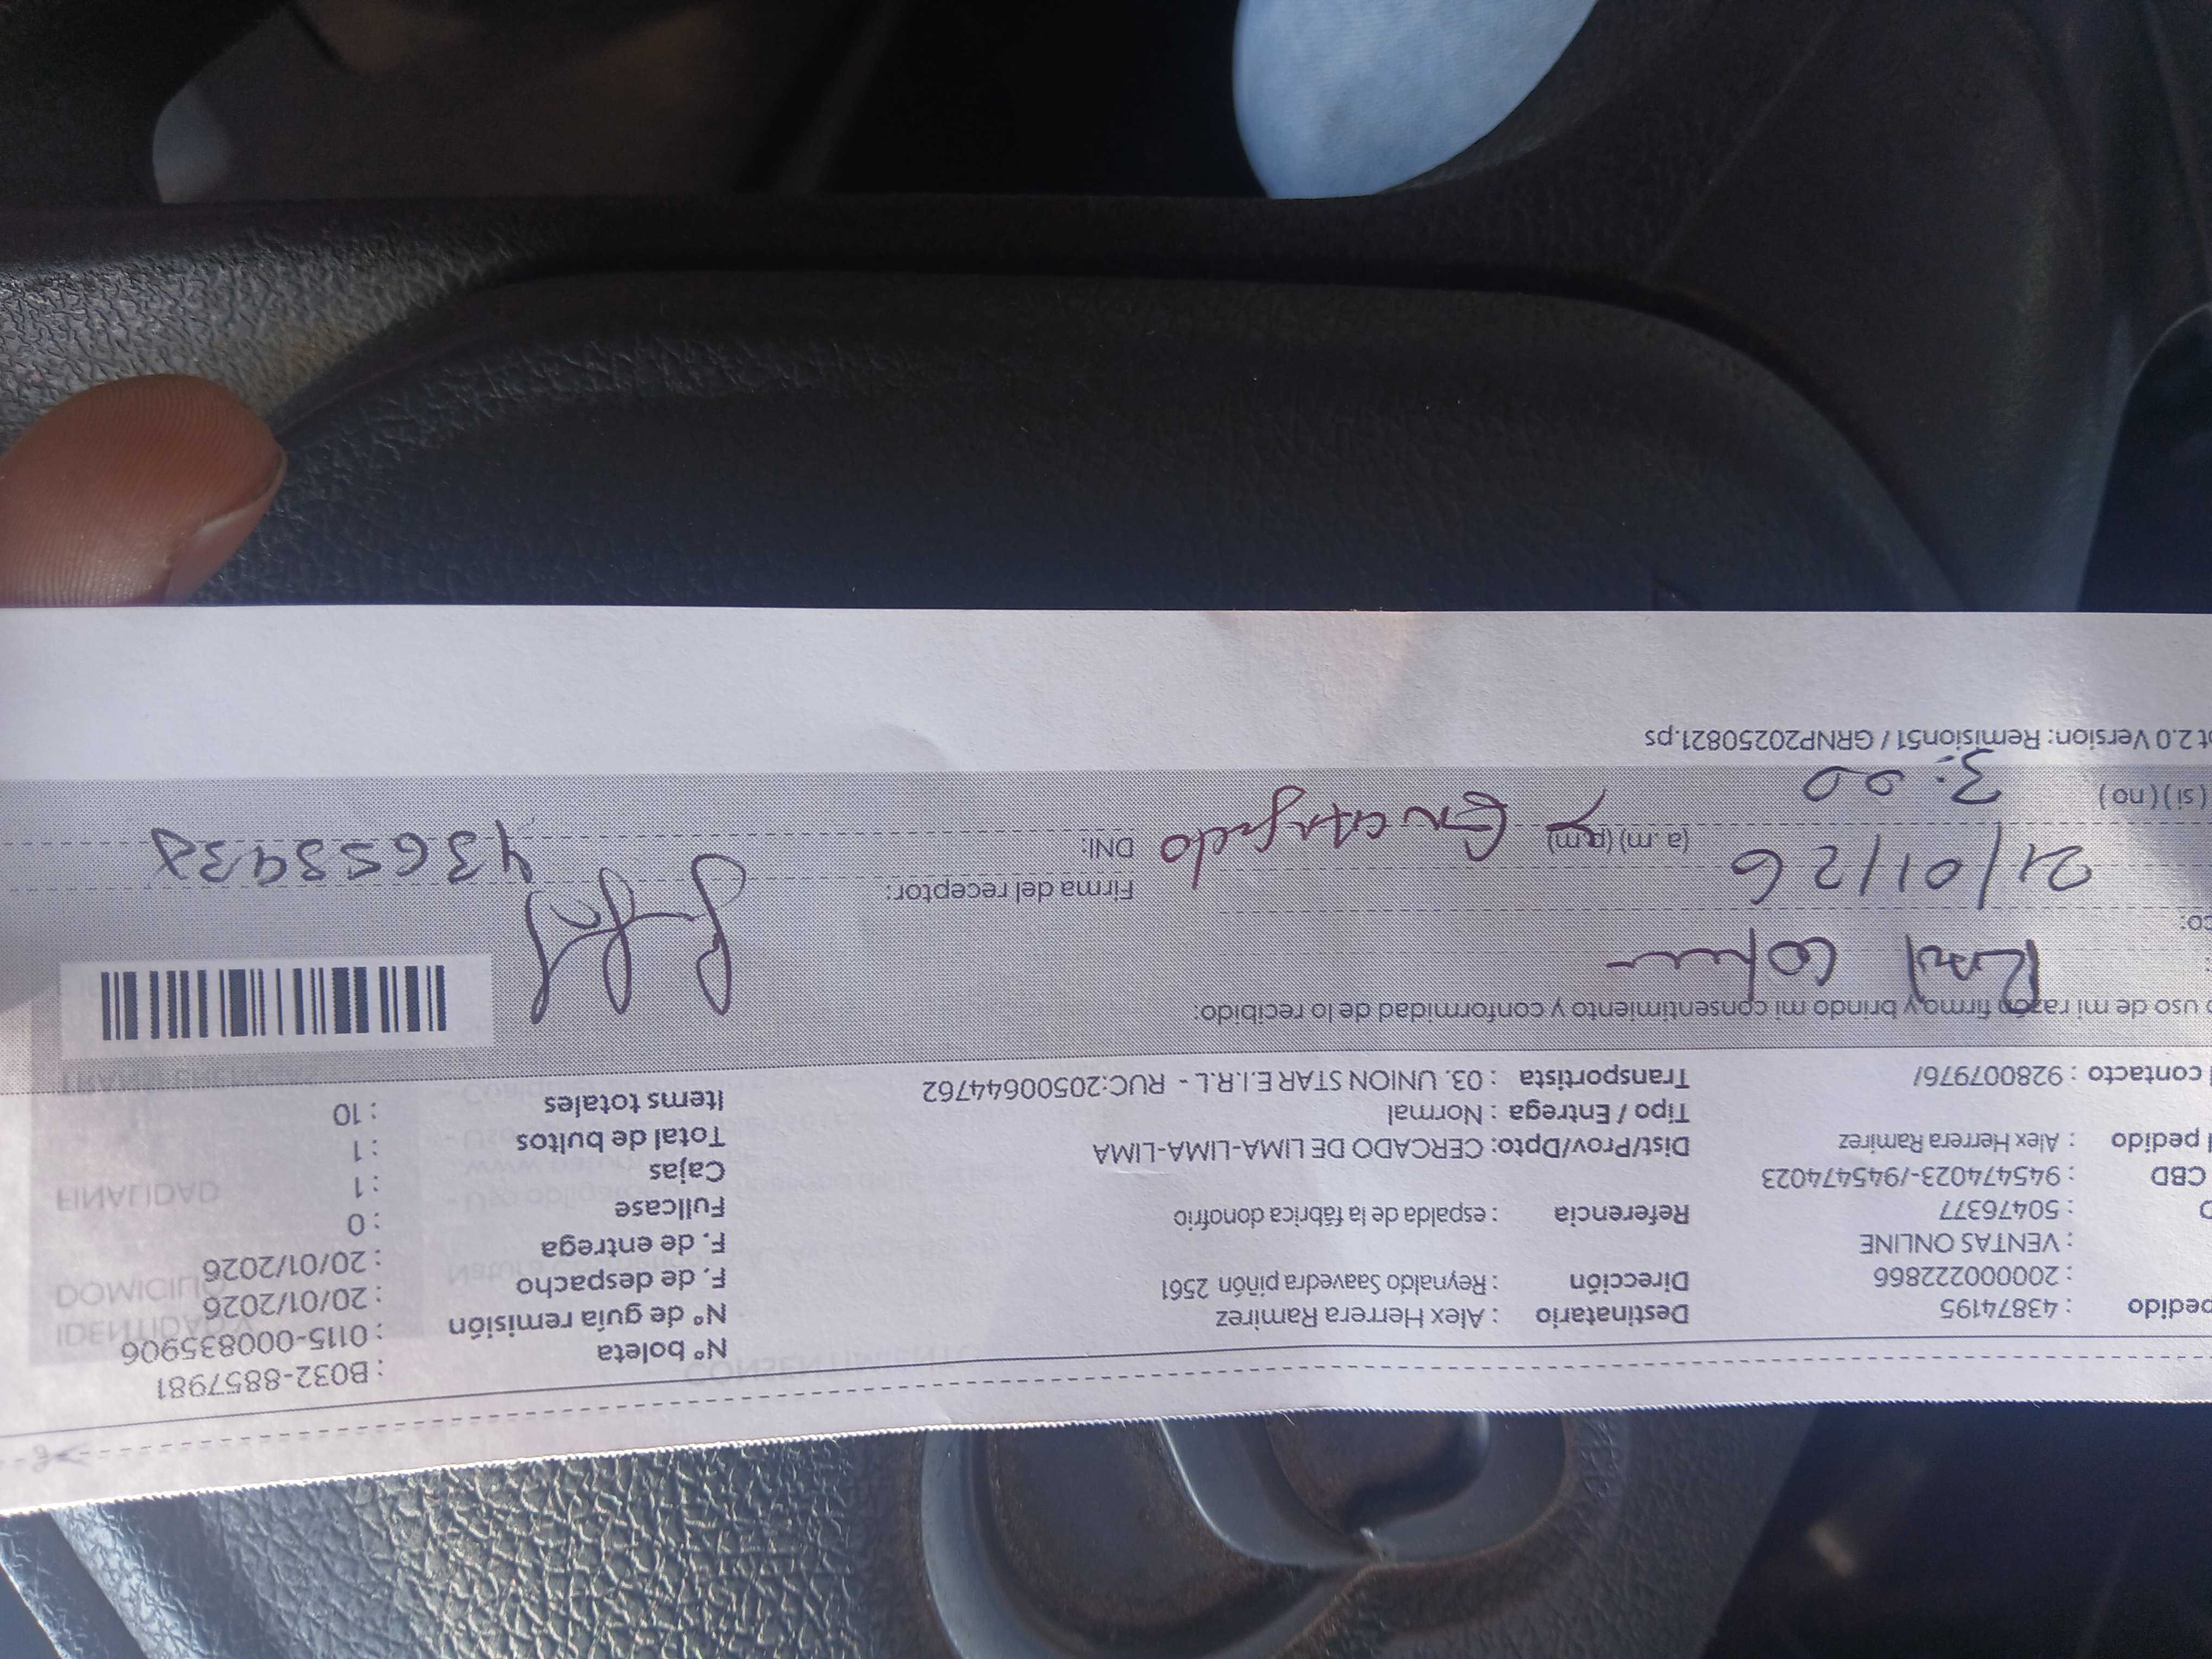 pedido : 43874195
: 2000002222866
: VENTAS ONLINE
: 50476377
CBD : 945474023-/945474023
pedido : Alex Herrera Ramirez
contacto : 928007976/
Destinatario : Alex Herrera Ramirez
Dirección : Reynaldo Saavedra piñón 2561
Referencia : espalda de la fábrica donofrio
Dist/Prov/Dpto: CERCADO DE LIMA-LIMA-LIMA
Tipo / Entrega : Normal
Transportista : 03. UNION STAR E.I.R.L - RUC:20500644762
N° boleta : B032-8857981
N° de guía remisión : 0115-000835906
F. de despacho : 20/01/2026
F. de entrega : 20/01/2026
Fullcase : 0
Cajas : 1
Total de bultos : 1
Items totales : 10
IDENTIDAD
DOMICILIO
FINALIDAD
uso de mi razón firmo y brindo mi consentimiento y conformidad de lo recibido:
Raul
21/01/26
(a.m) (p.m) Encargado
Firma del receptor:
DNI: 43655938
(si) (no) 3:00
2.0 Version: Remision51 / GRNP20250821.ps